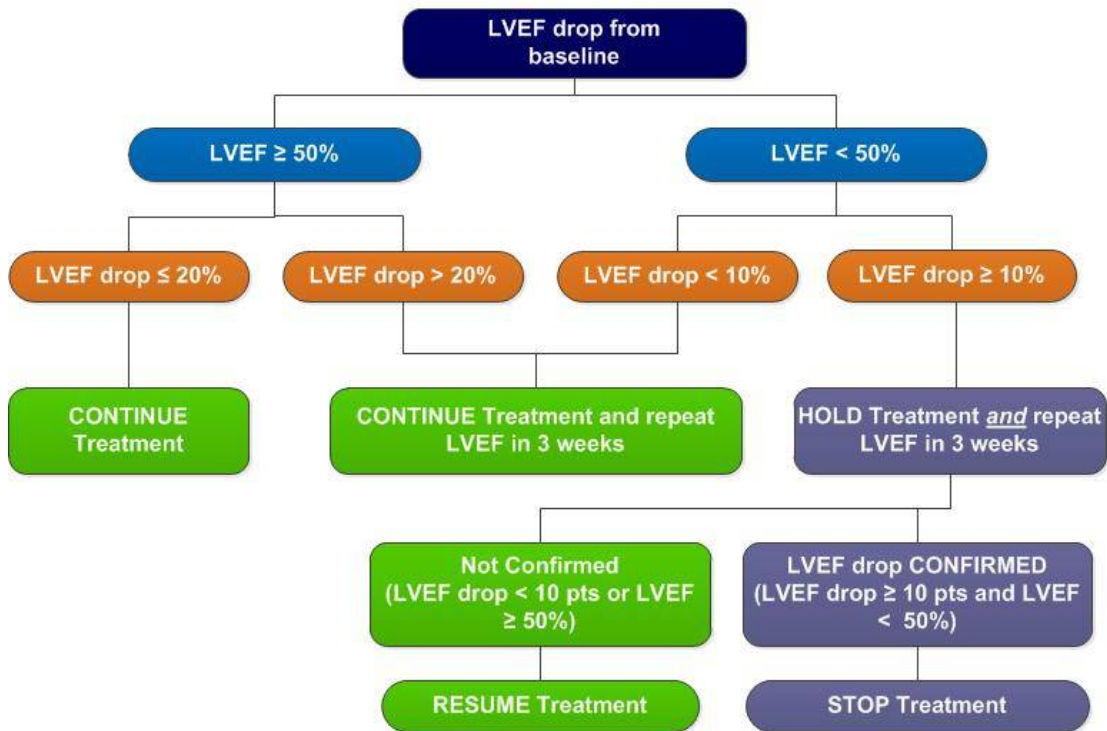 LVEF drop from
baseline
LVEF ≥ 50%
LVEF < 50%
LVEF drop ≤ 20%
LVEF drop > 20%
LVEF drop < 10%
LVEF drop ≥ 10%
CONTINUE
Treatment
CONTINUE Treatment and repeat
LVEF in 3 weeks
HOLD Treatment and repeat
LVEF in 3 weeks
Not Confirmed
(LVEF drop < 10 pts or LVEF
≥ 50%)
LVEF drop CONFIRMED
(LVEF drop ≥ 10 pts and LVEF
< 50%)
RESUME Treatment
STOP Treatment